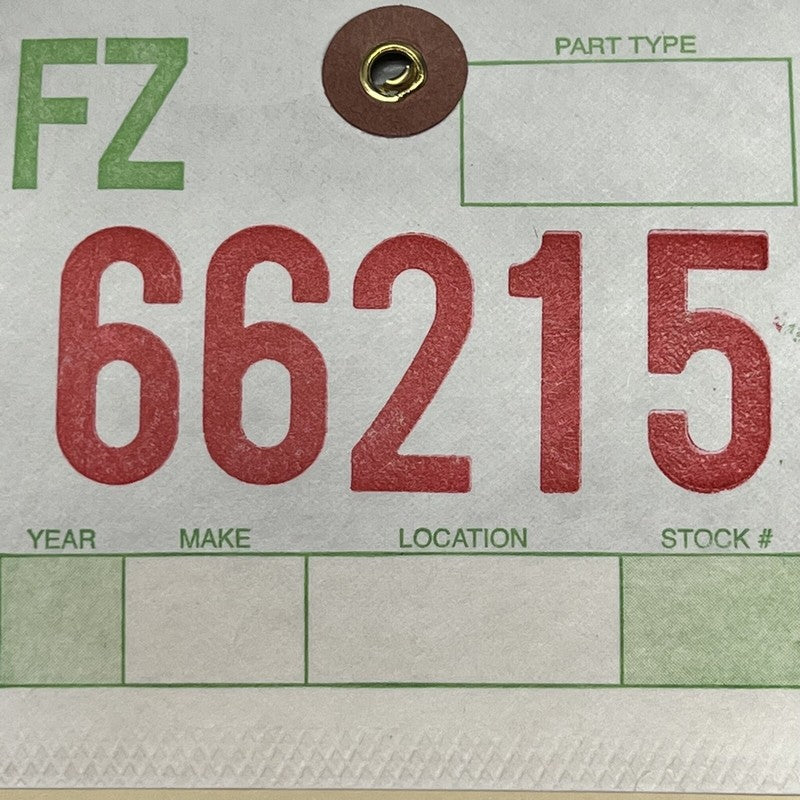 FZ
PART TYPE
66215
YEAR MAKE LOCATION STOCK #